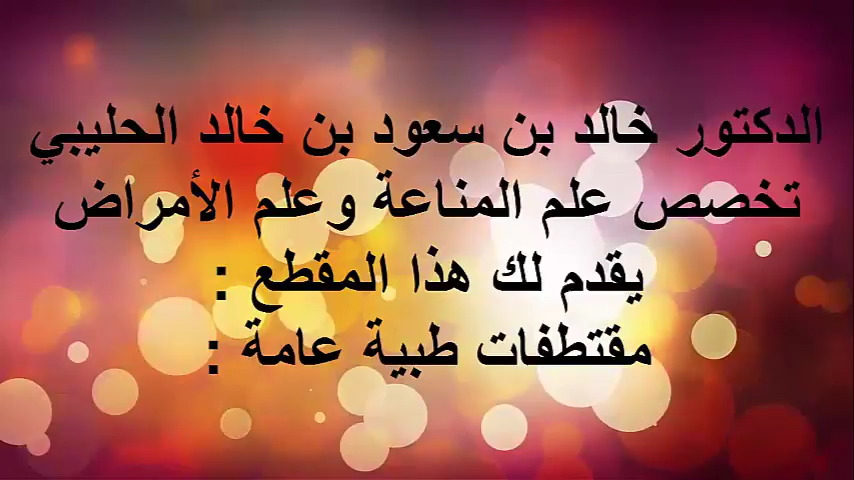 الدكتور خالد بن سعود بن خالد الحليبي
تخصص علم المناعة وعلم الأمراض
يقدم لك هذا المقطع :
مقتطفات طبية عامة :